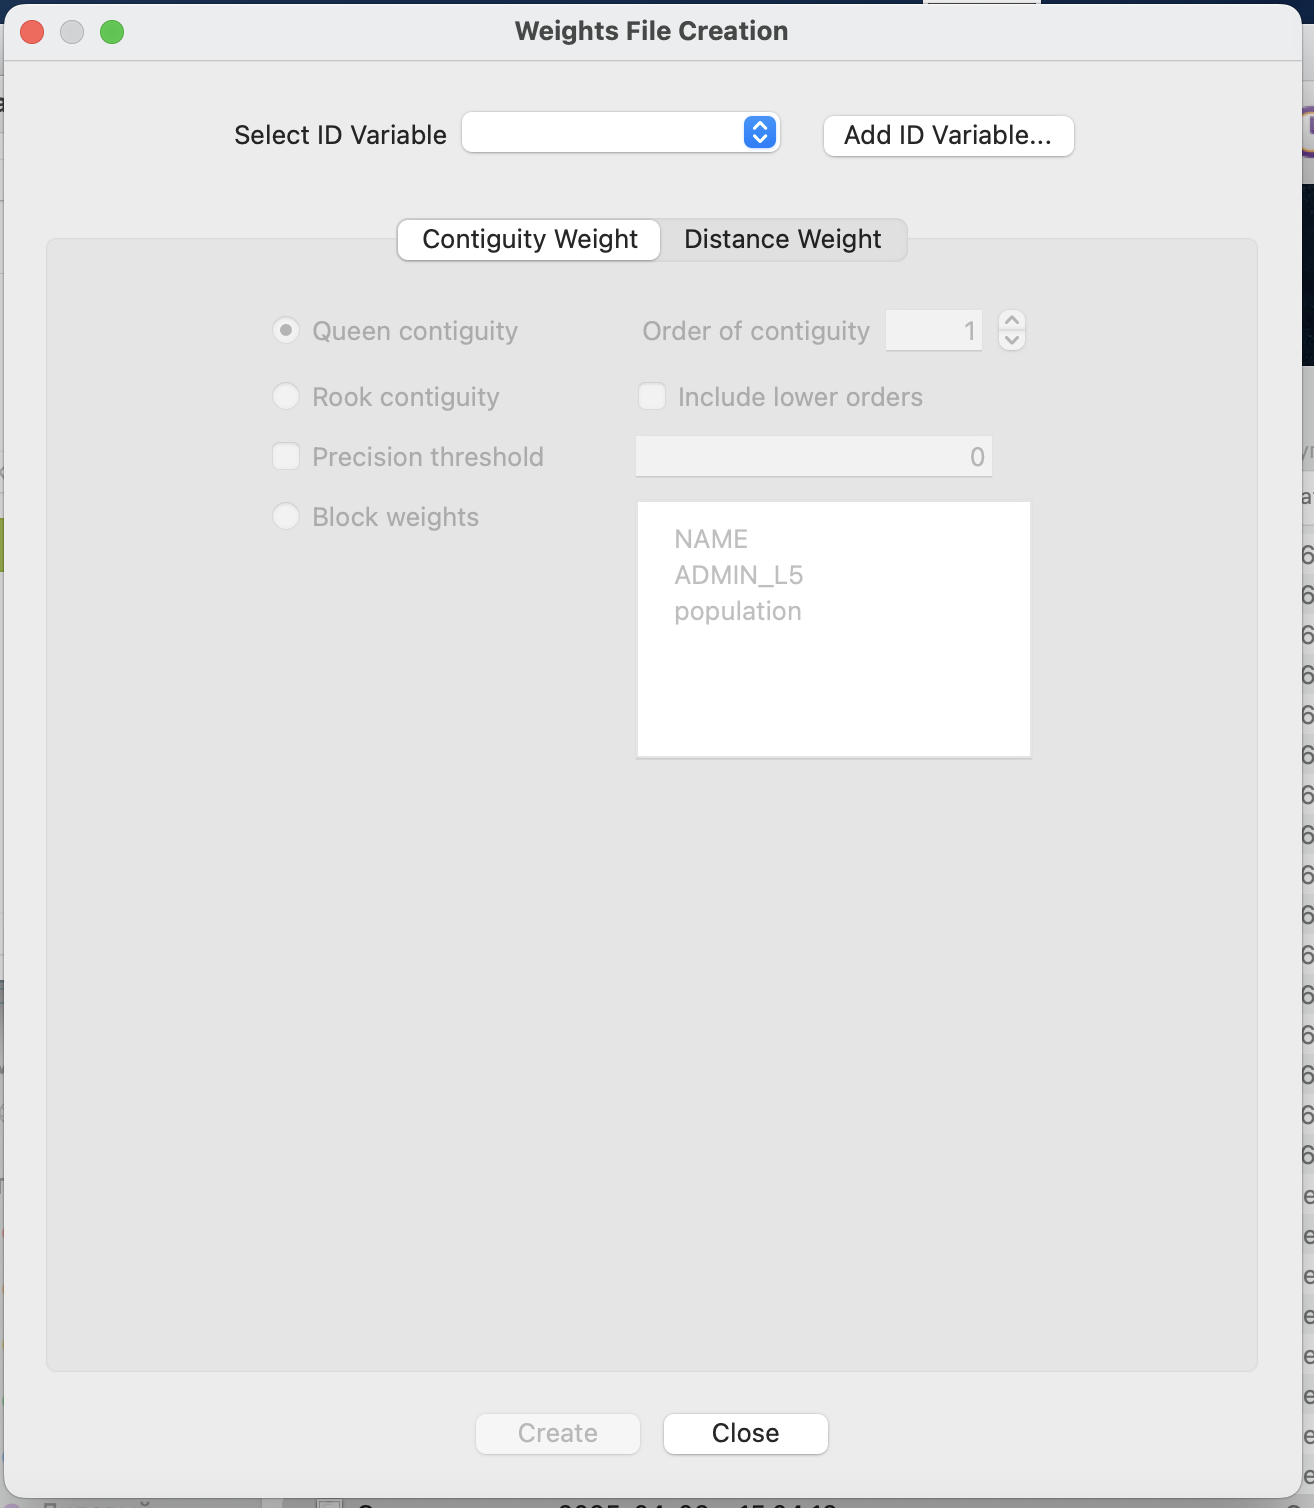 Weights File Creation
Select ID Variable
Add ID Variable...
Contiguity Weight
Distance Weight
Queen contiguity
Order of contiguity 1
Rook contiguity
Include lower orders
Precision threshold
0
Block weights
NAME
ADMIN_L5
population
Create
Close